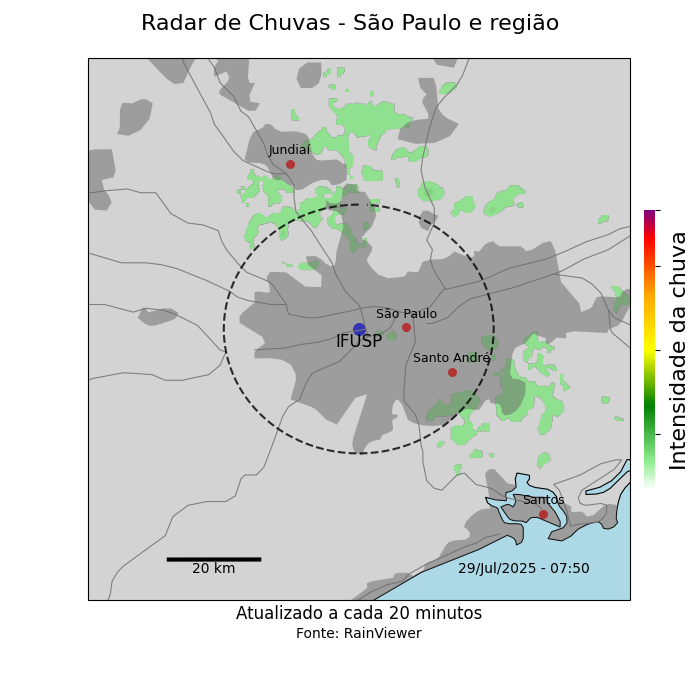 Radar de Chuvas - São Paulo e região
Jundiaí
São Paulo
IFUSP
Santo André
Santos
20 km
29/Jul/2025 - 07:50
Intensidade da chuva
Atualizado a cada 20 minutos
Fonte: RainViewer